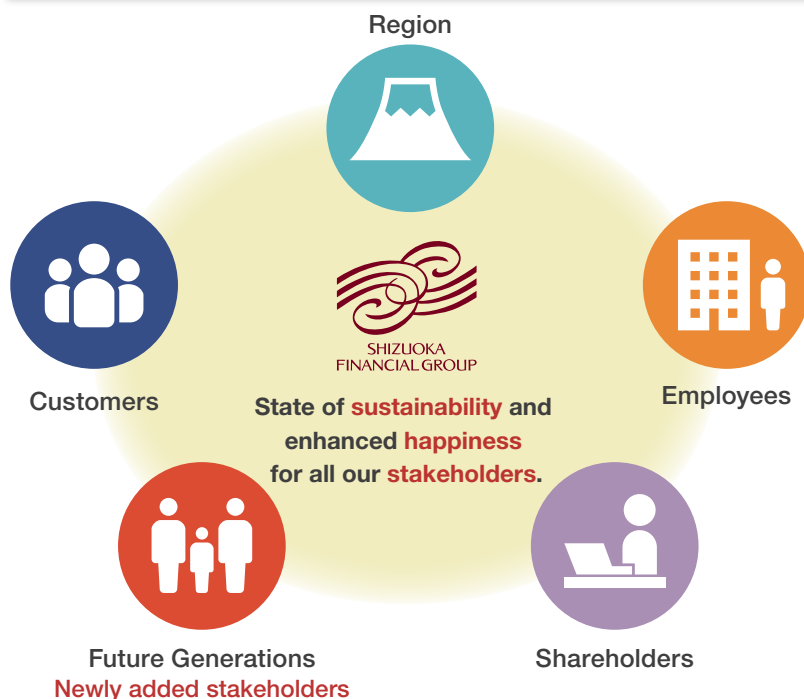 Region
SHIZUOKA
FINANCIAL GROUP
Customers
Employees
State of sustainability and
enhanced happiness
for all our stakeholders.
Future Generations
Newly added stakeholders
Shareholders